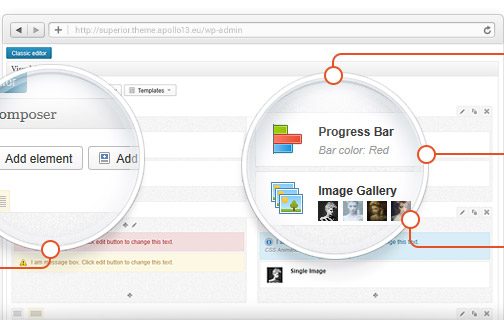 http://superior.theme.apollo13.eu/wp-admin
Classic editor
Templates
omposer
Add element
Add
Progress Bar
Bar color: Red
Image Gallery
edit button to change this text.
I am message box. Click edit button to change this text.
I
change this text.
CSS Anima
Single Image